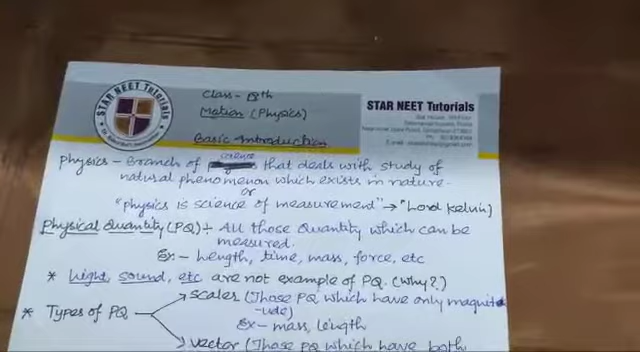 STAR NEET Tutorials
Class - 9th
Motion (Physics)
Basic Introduction
STAR NEET Tutorials
Physics - Branch of science that deals with study of
natural phenomenon which exists in nature.
or
"Physics is science of measurement" → "Lord Kelvin)
Physical Quantity (PQ) ÷ All those Quantity which can be
measured.
Ex. - Length, time, mass, force, etc
* Light, Sound, etc are not example of PQ. (Why?)
* Types of PQ
→ Scaler (Those PQ which have only magnit
-ude)
Ex - mass, length
→ Vector (Those PQ which have both